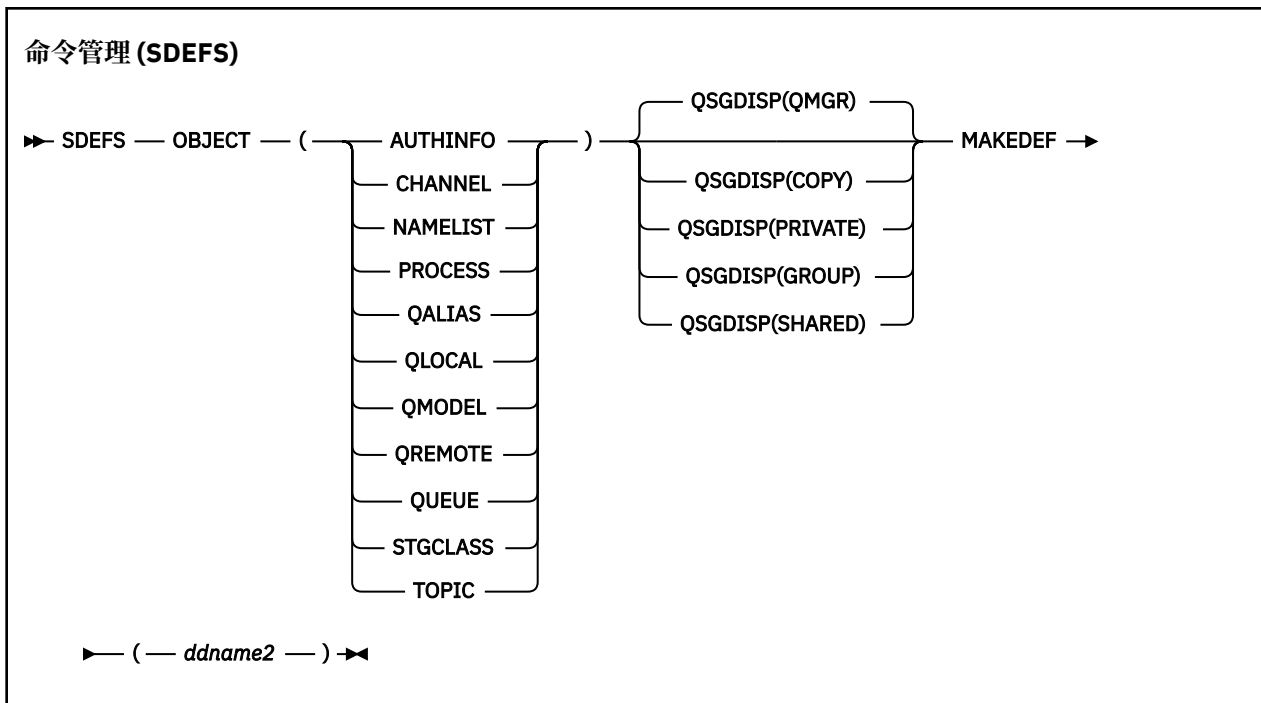 命令管理 (SDEFS)
QSGDISP(QMGR)
SDEFS OBJECT ( AUTHINFO ) MAKEDEF
CHANNEL QSGDISP(COPY)
NAMELIST QSGDISP(PRIVATE)
PROCESS QSGDISP(GROUP)
QALIAS QSGDISP(SHARED)
QLOCAL
QMODEL
QREMOTE
QUEUE
STGCLASS
TOPIC
( ddname2 )